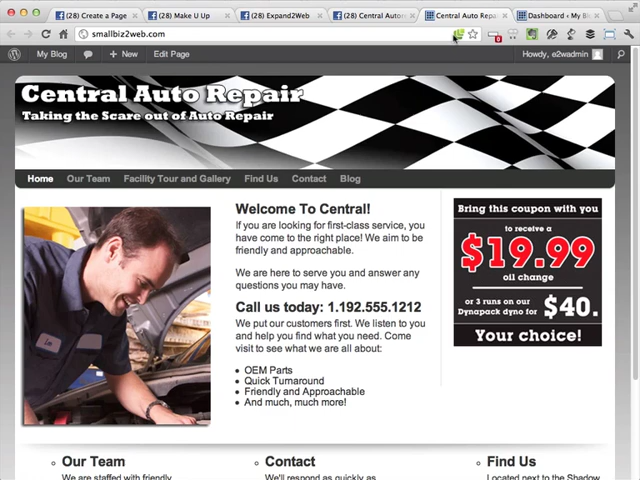 (28) Create a Page
(28) Make U Up
(28) Expand2Web
(28) Central Autom
Central Auto Repa
Dashboard ‹ My Blo
smallbiz2web.com
My Blog
+ New
Edit Page
Howdy, e2wadmin
Central Auto Repair
Taking the Scare out of Auto Repair
Home
Our Team
Facility Tour and Gallery
Find Us
Contact
Blog
Welcome To Central!
If you are looking for first-class service, you
have come to the right place! We aim to be
friendly and approachable.
We are here to serve you and answer any
questions you may have.
Call us today: 1.192.555.1212
We put our customers first. We listen to you
and help you find what you need. Come
visit to see what we are all about:
OEM Parts
Quick Turnaround
Friendly and Approachable
And much, much more!
Bring this coupon with you
to receive a
$19.99
oil change
or 3 runs on our
Dynapack dyno for $40.
Your choice!
Our Team
We are staffed with friendly
Contact
We'll respond as quickly as
Find Us
Located next to the Shadow